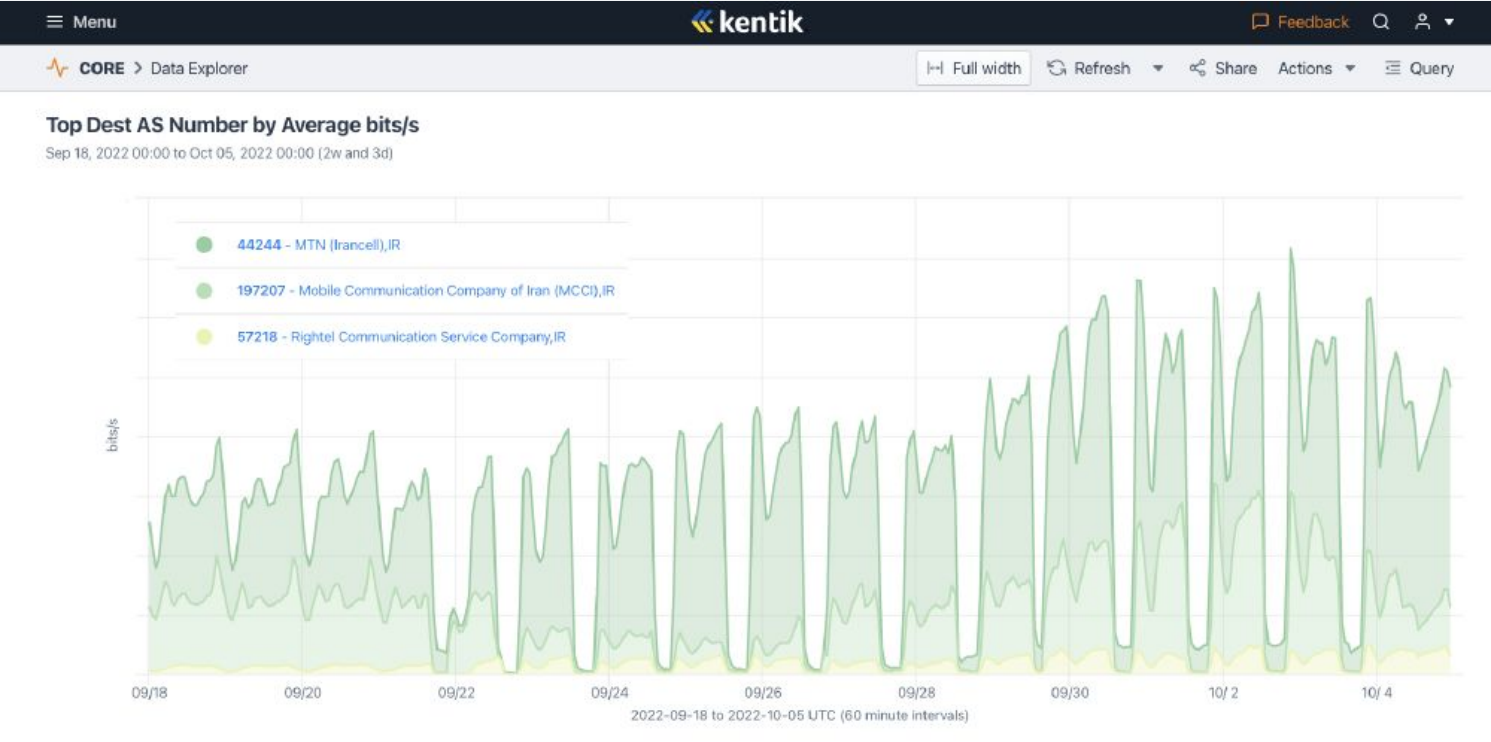 Menu
kentik
Feedback
CORE > Data Explorer
Full width
Refresh
Share
Actions
Query
Top Dest AS Number by Average bits/s
Sep 18, 2022 00:00 to Oct 05, 2022 00:00 (2w and 3d)
44244 - MTN (Irancell),IR
197207 - Mobile Communication Company of Iran (MCCI),IR
57218 - Rightel Communication Service Company,IR
bits/s
09/18 09/20 09/22 09/24 09/26 09/28 09/30 10/2 10/4
2022-09-18 to 2022-10-05 UTC (60 minute intervals)